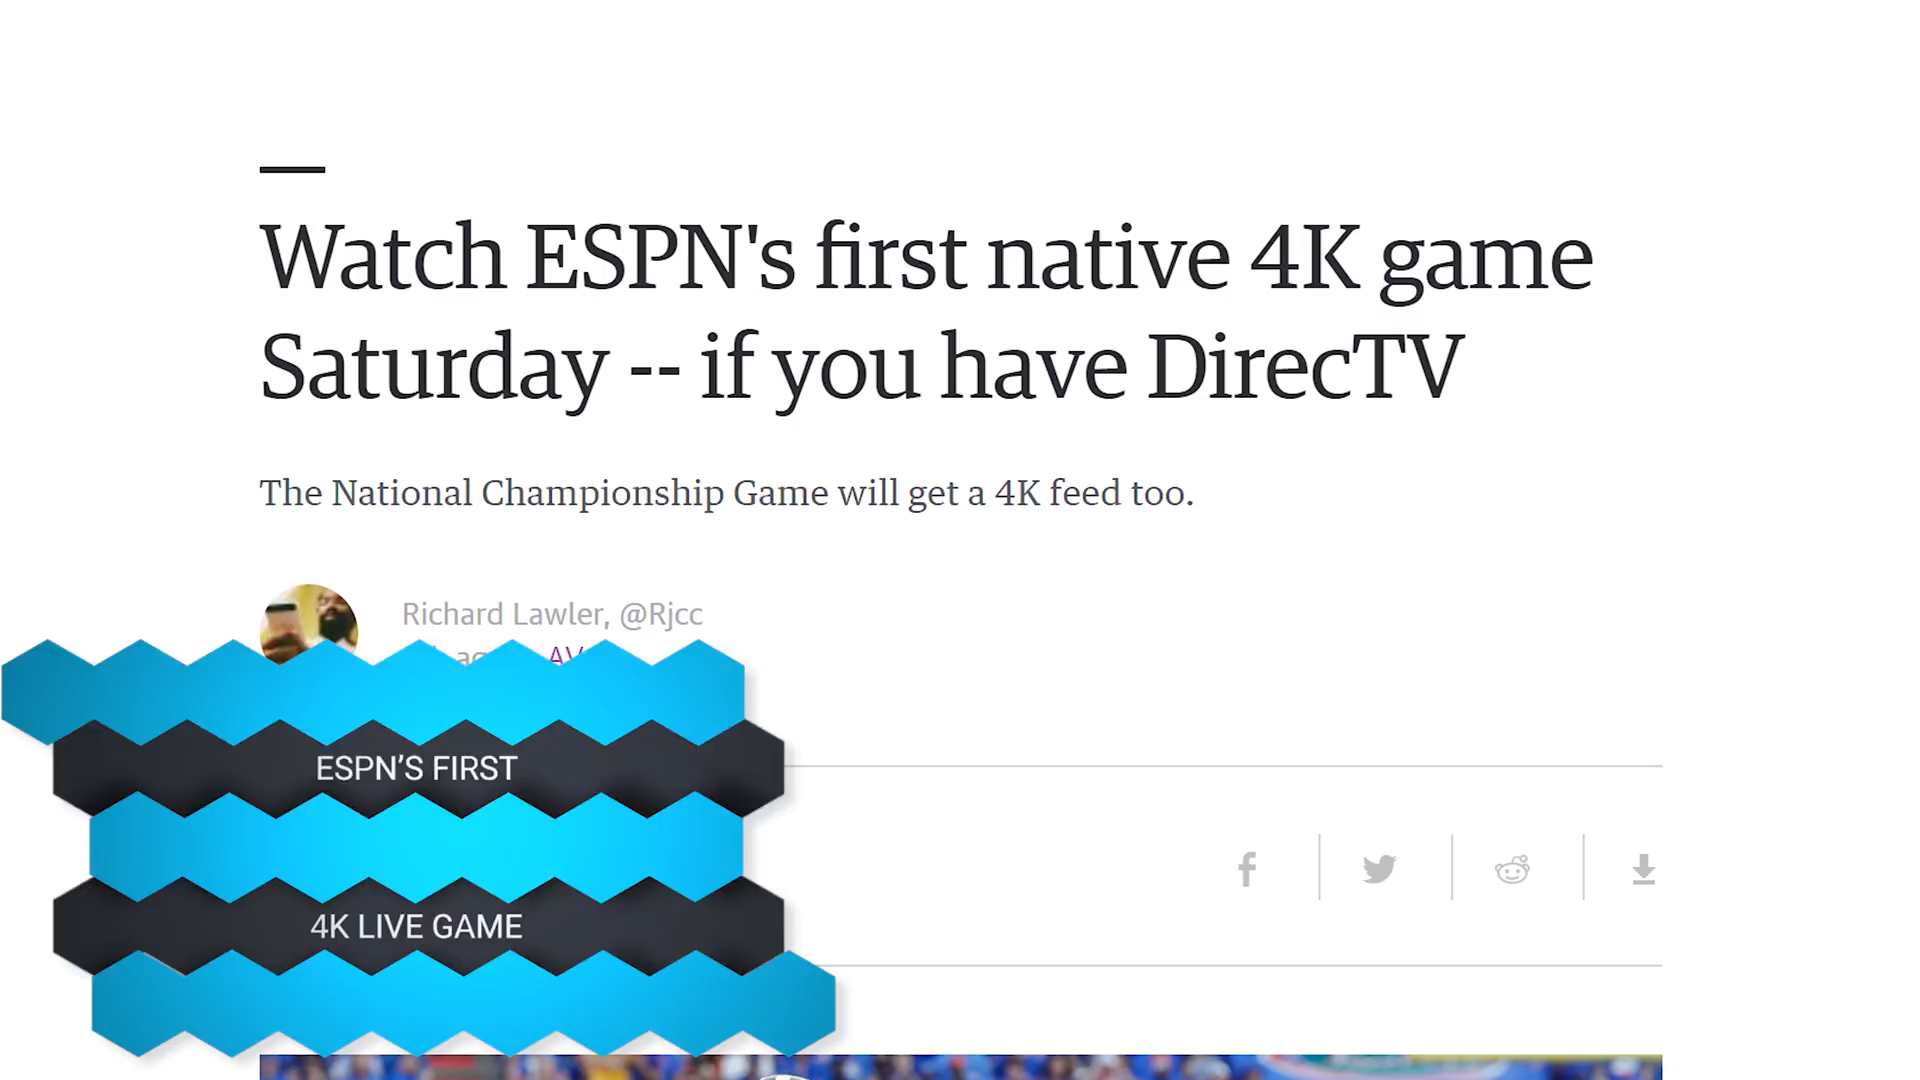 Watch ESPN's first native 4K game
Saturday -- if you have DirecTV
The National Championship Game will get a 4K feed too.
Richard Lawler, @Rjcc
AV
ESPN’S FIRST
4K LIVE GAME